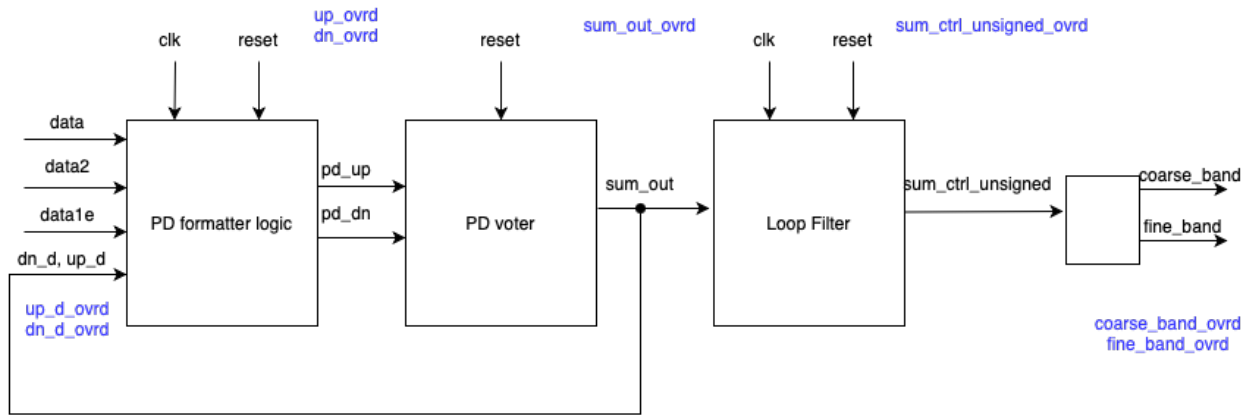 up_ovrd
dn_ovrd
sum_out_ovrd
sum_ctrl_unsigned_ovrd
clk
reset
reset
clk
reset
data
data2
data1e
dn_d, up_d
up_d_ovrd
dn_d_ovrd
PD formatter logic
pd_up
pd_dn
PD voter
sum_out
Loop Filter
sum_ctrl_unsigned
coarse_band
fine_band
coarse_band_ovrd
fine_band_ovrd